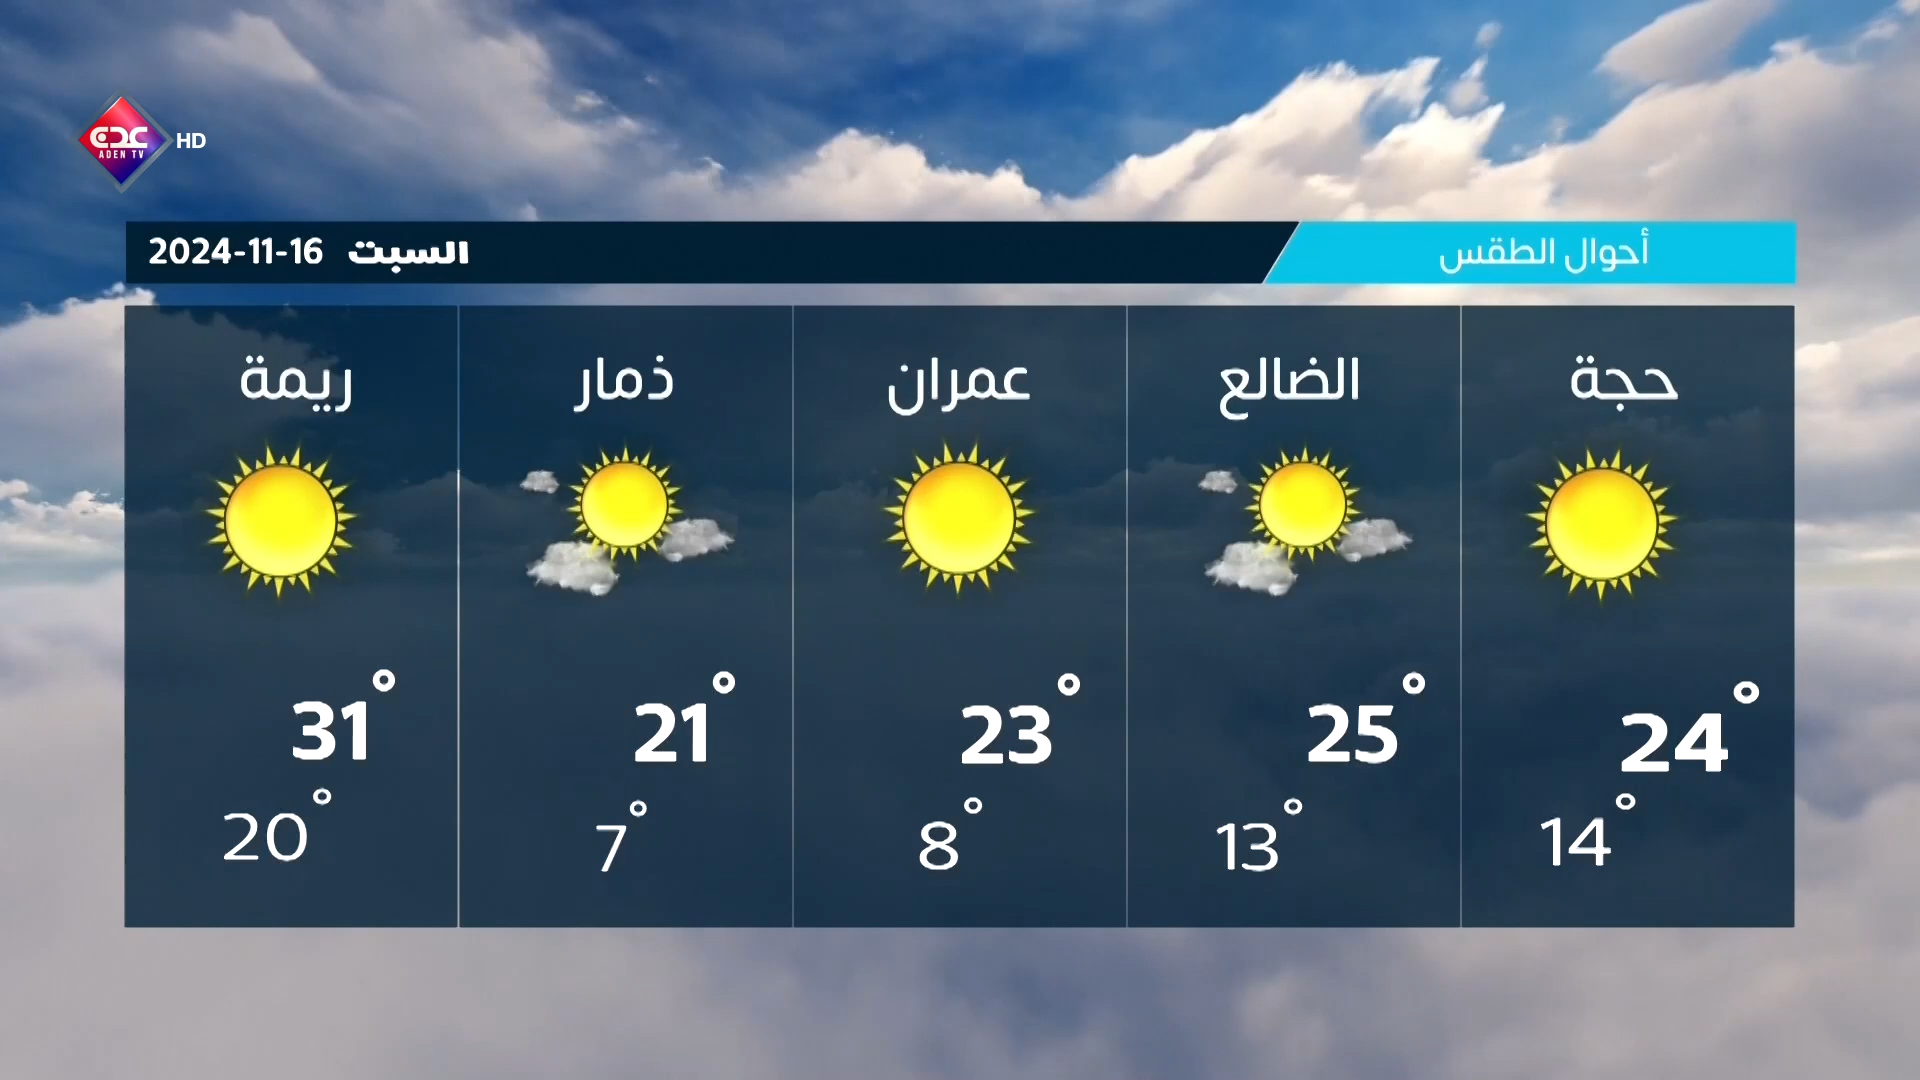 عدن
ADEN TV
HD
أحوال الطقس
السبت 16-11-2024
حجة
الضالع
عمران
ذمار
ريمة
24°
25°
23°
21°
31°
14°
13°
8°
7°
20°